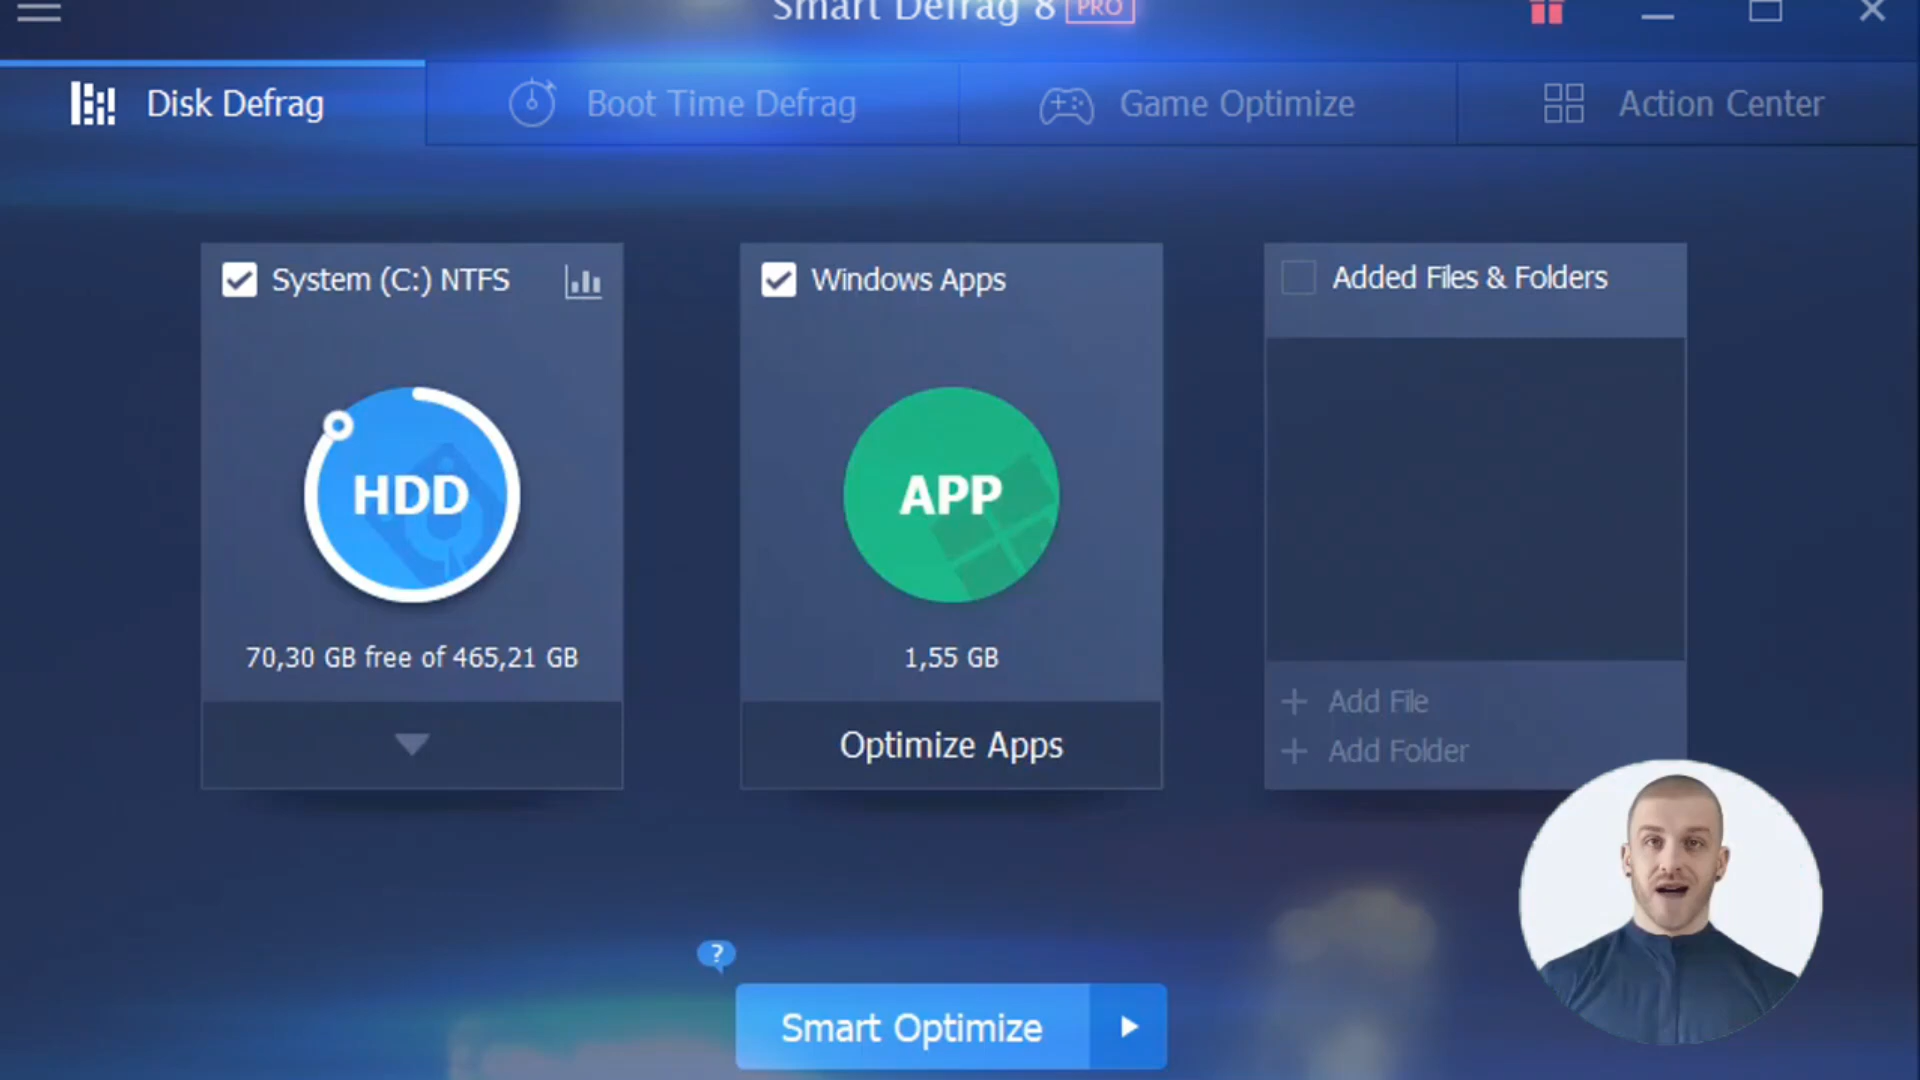 Smart Defrag 8 PRO
Disk Defrag
Boot Time Defrag
Game Optimize
Action Center
System (C:) NTFS
HDD
70,30 GB free of 465,21 GB
Windows Apps
APP
1,55 GB
Optimize Apps
Added Files & Folders
+ Add File
+ Add Folder
?
Smart Optimize